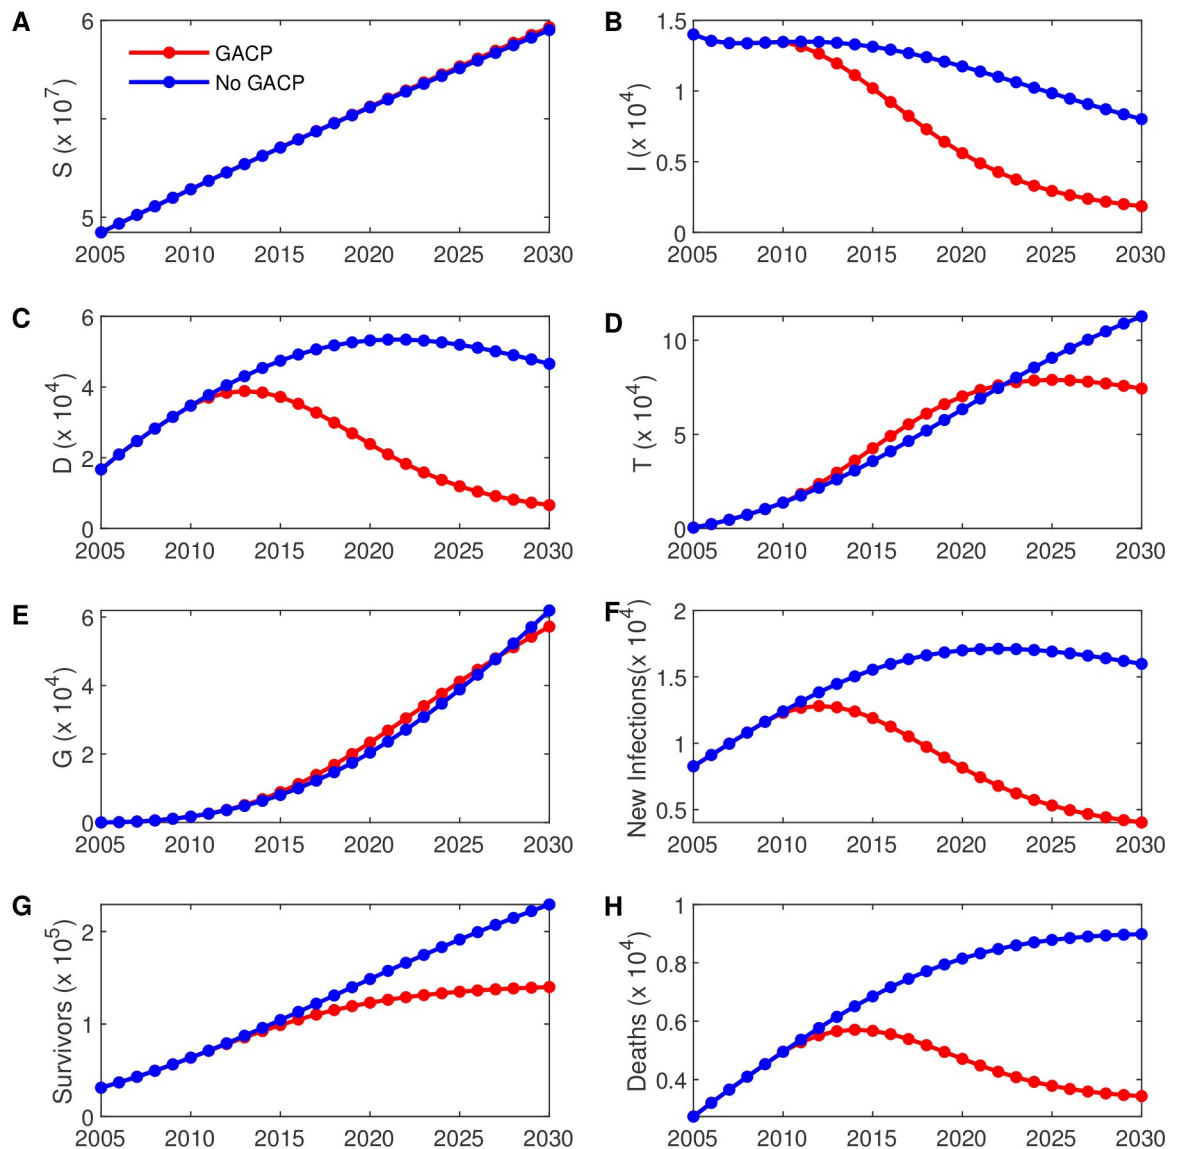 A
S (x 10^7)
6
5
GACP
No GACP
2005 2010 2015 2020 2025 2030
B
I (x 10^4)
1.5
1
0.5
0
2005 2010 2015 2020 2025 2030
C
D (x 10^4)
6
4
2
0
2005 2010 2015 2020 2025 2030
D
T (x 10^4)
10
5
0
2005 2010 2015 2020 2025 2030
E
G (x 10^4)
6
4
2
0
2005 2010 2015 2020 2025 2030
F
New Infections(x 10^4)
2
1.5
1
0.5
2005 2010 2015 2020 2025 2030
G
Survivors (x 10^5)
2
1
0
2005 2010 2015 2020 2025 2030
H
Deaths (x 10^4)
1
0.8
0.6
0.4
2005 2010 2015 2020 2025 2030